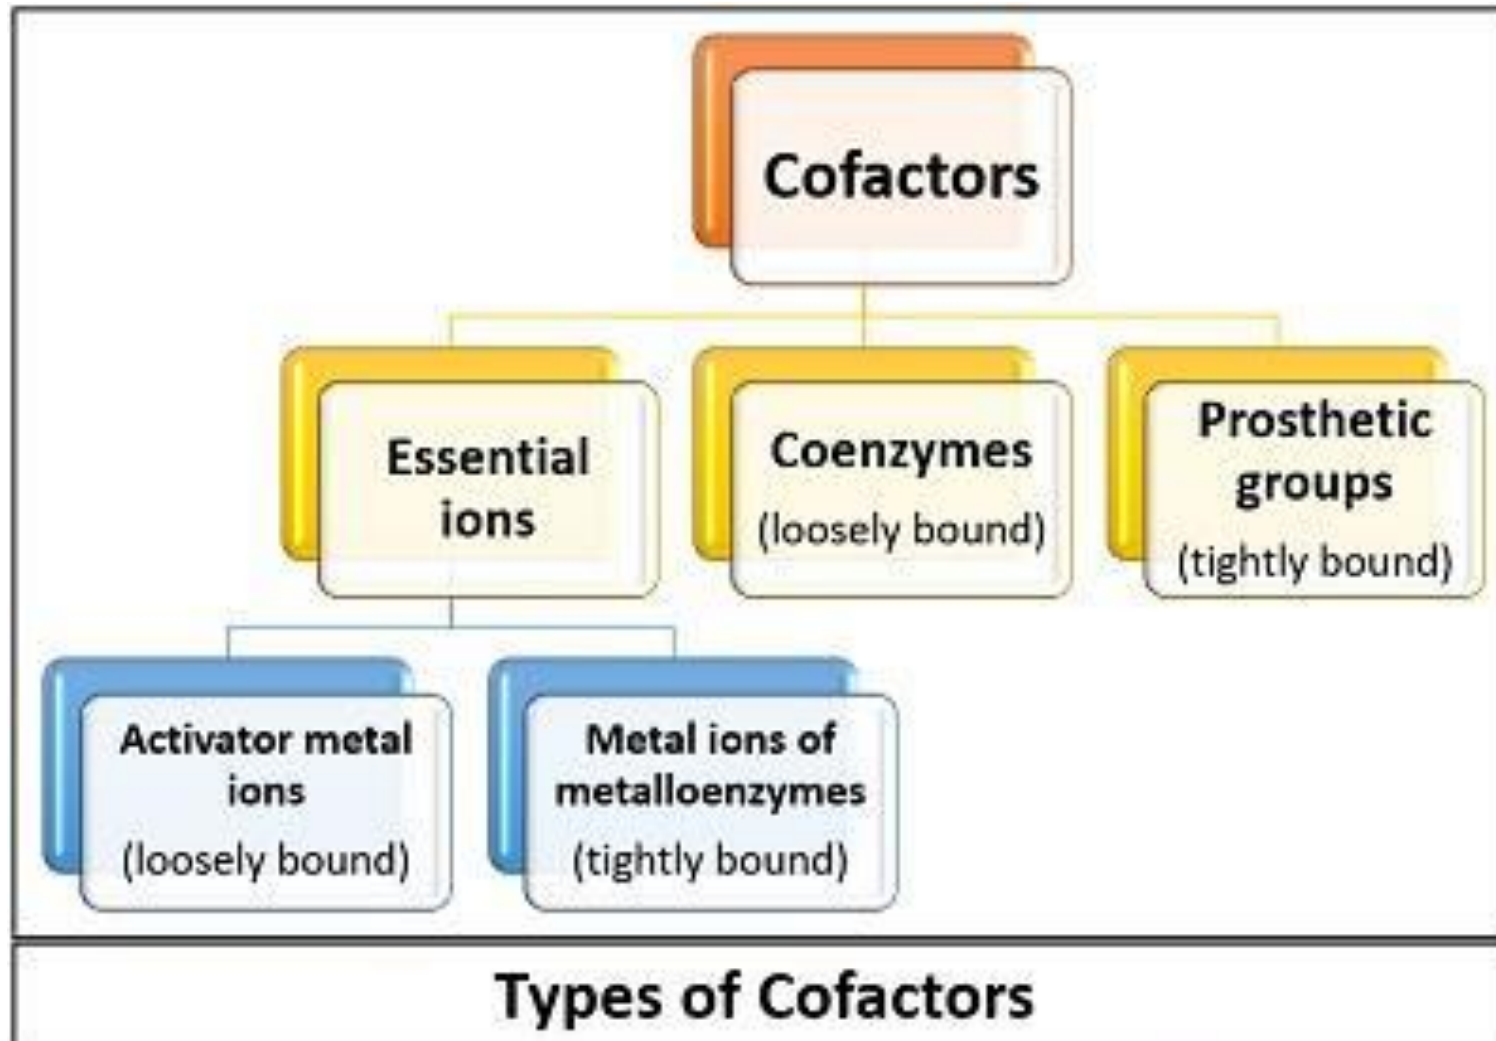 Cofactors
Essential
ions
Coenzymes
(loosely bound)
Prosthetic
groups
(tightly bound)
Activator metal
ions
(loosely bound)
Metal ions of
metalloenzymes
(tightly bound)
Types of Cofactors